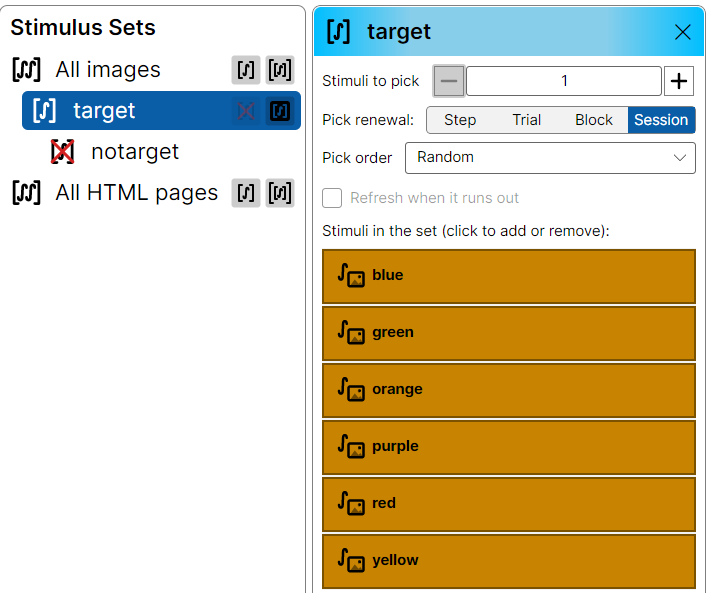 Stimulus Sets
All images
target
notarget
All HTML pages
target
Stimuli to pick 1
Pick renewal: Step Trial Block Session
Pick order Random
Refresh when it runs out
Stimuli in the set (click to add or remove):
blue
green
orange
purple
red
yellow